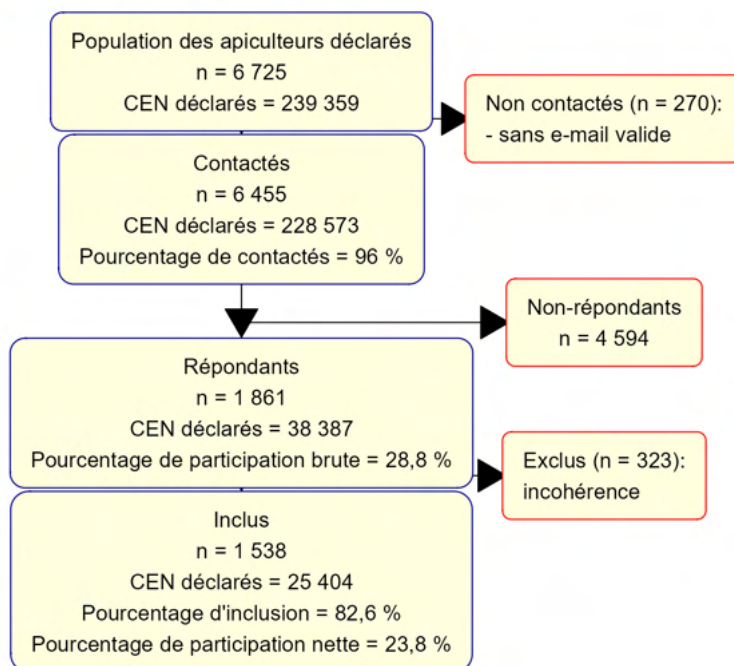 Population des apiculteurs déclarés
n = 6 725
CEN déclarés = 239 359
Non contactés (n = 270):
- sans e-mail valide
Contactés
n = 6 455
CEN déclarés = 228 573
Pourcentage de contactés = 96 %
Non-répondants
n = 4 594
Répondants
n = 1 861
CEN déclarés = 38 387
Pourcentage de participation brute = 28,8 %
Exclus (n = 323):
incohérence
Inclus
n = 1 538
CEN déclarés = 25 404
Pourcentage d'inclusion = 82,6 %
Pourcentage de participation nette = 23,8 %